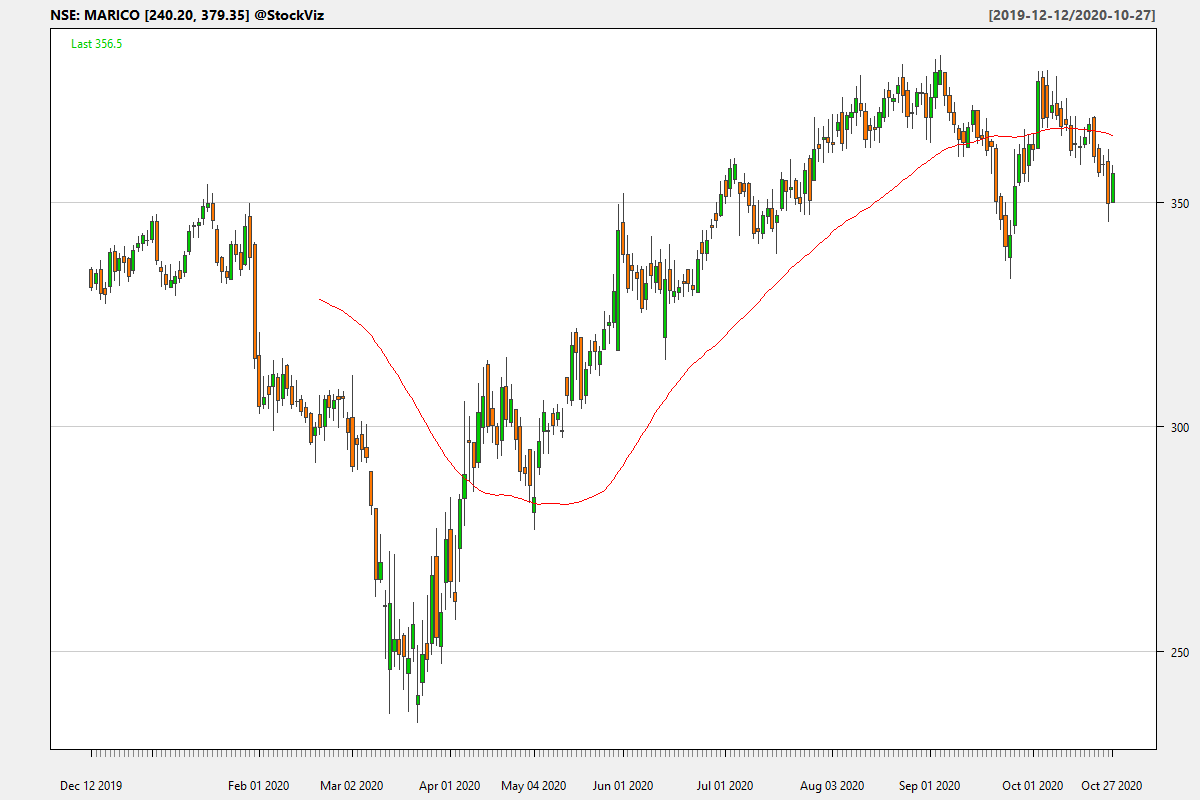 NSE: MARICO [240.20, 379.35] @StockViz [2019-12-12/2020-10-27]
Last 356.5
350
300
250
Dec 12 2019 Feb 01 2020 Mar 02 2020 Apr 01 2020 May 04 2020 Jun 01 2020 Jul 01 2020 Aug 03 2020 Sep 01 2020 Oct 01 2020 Oct 27 2020